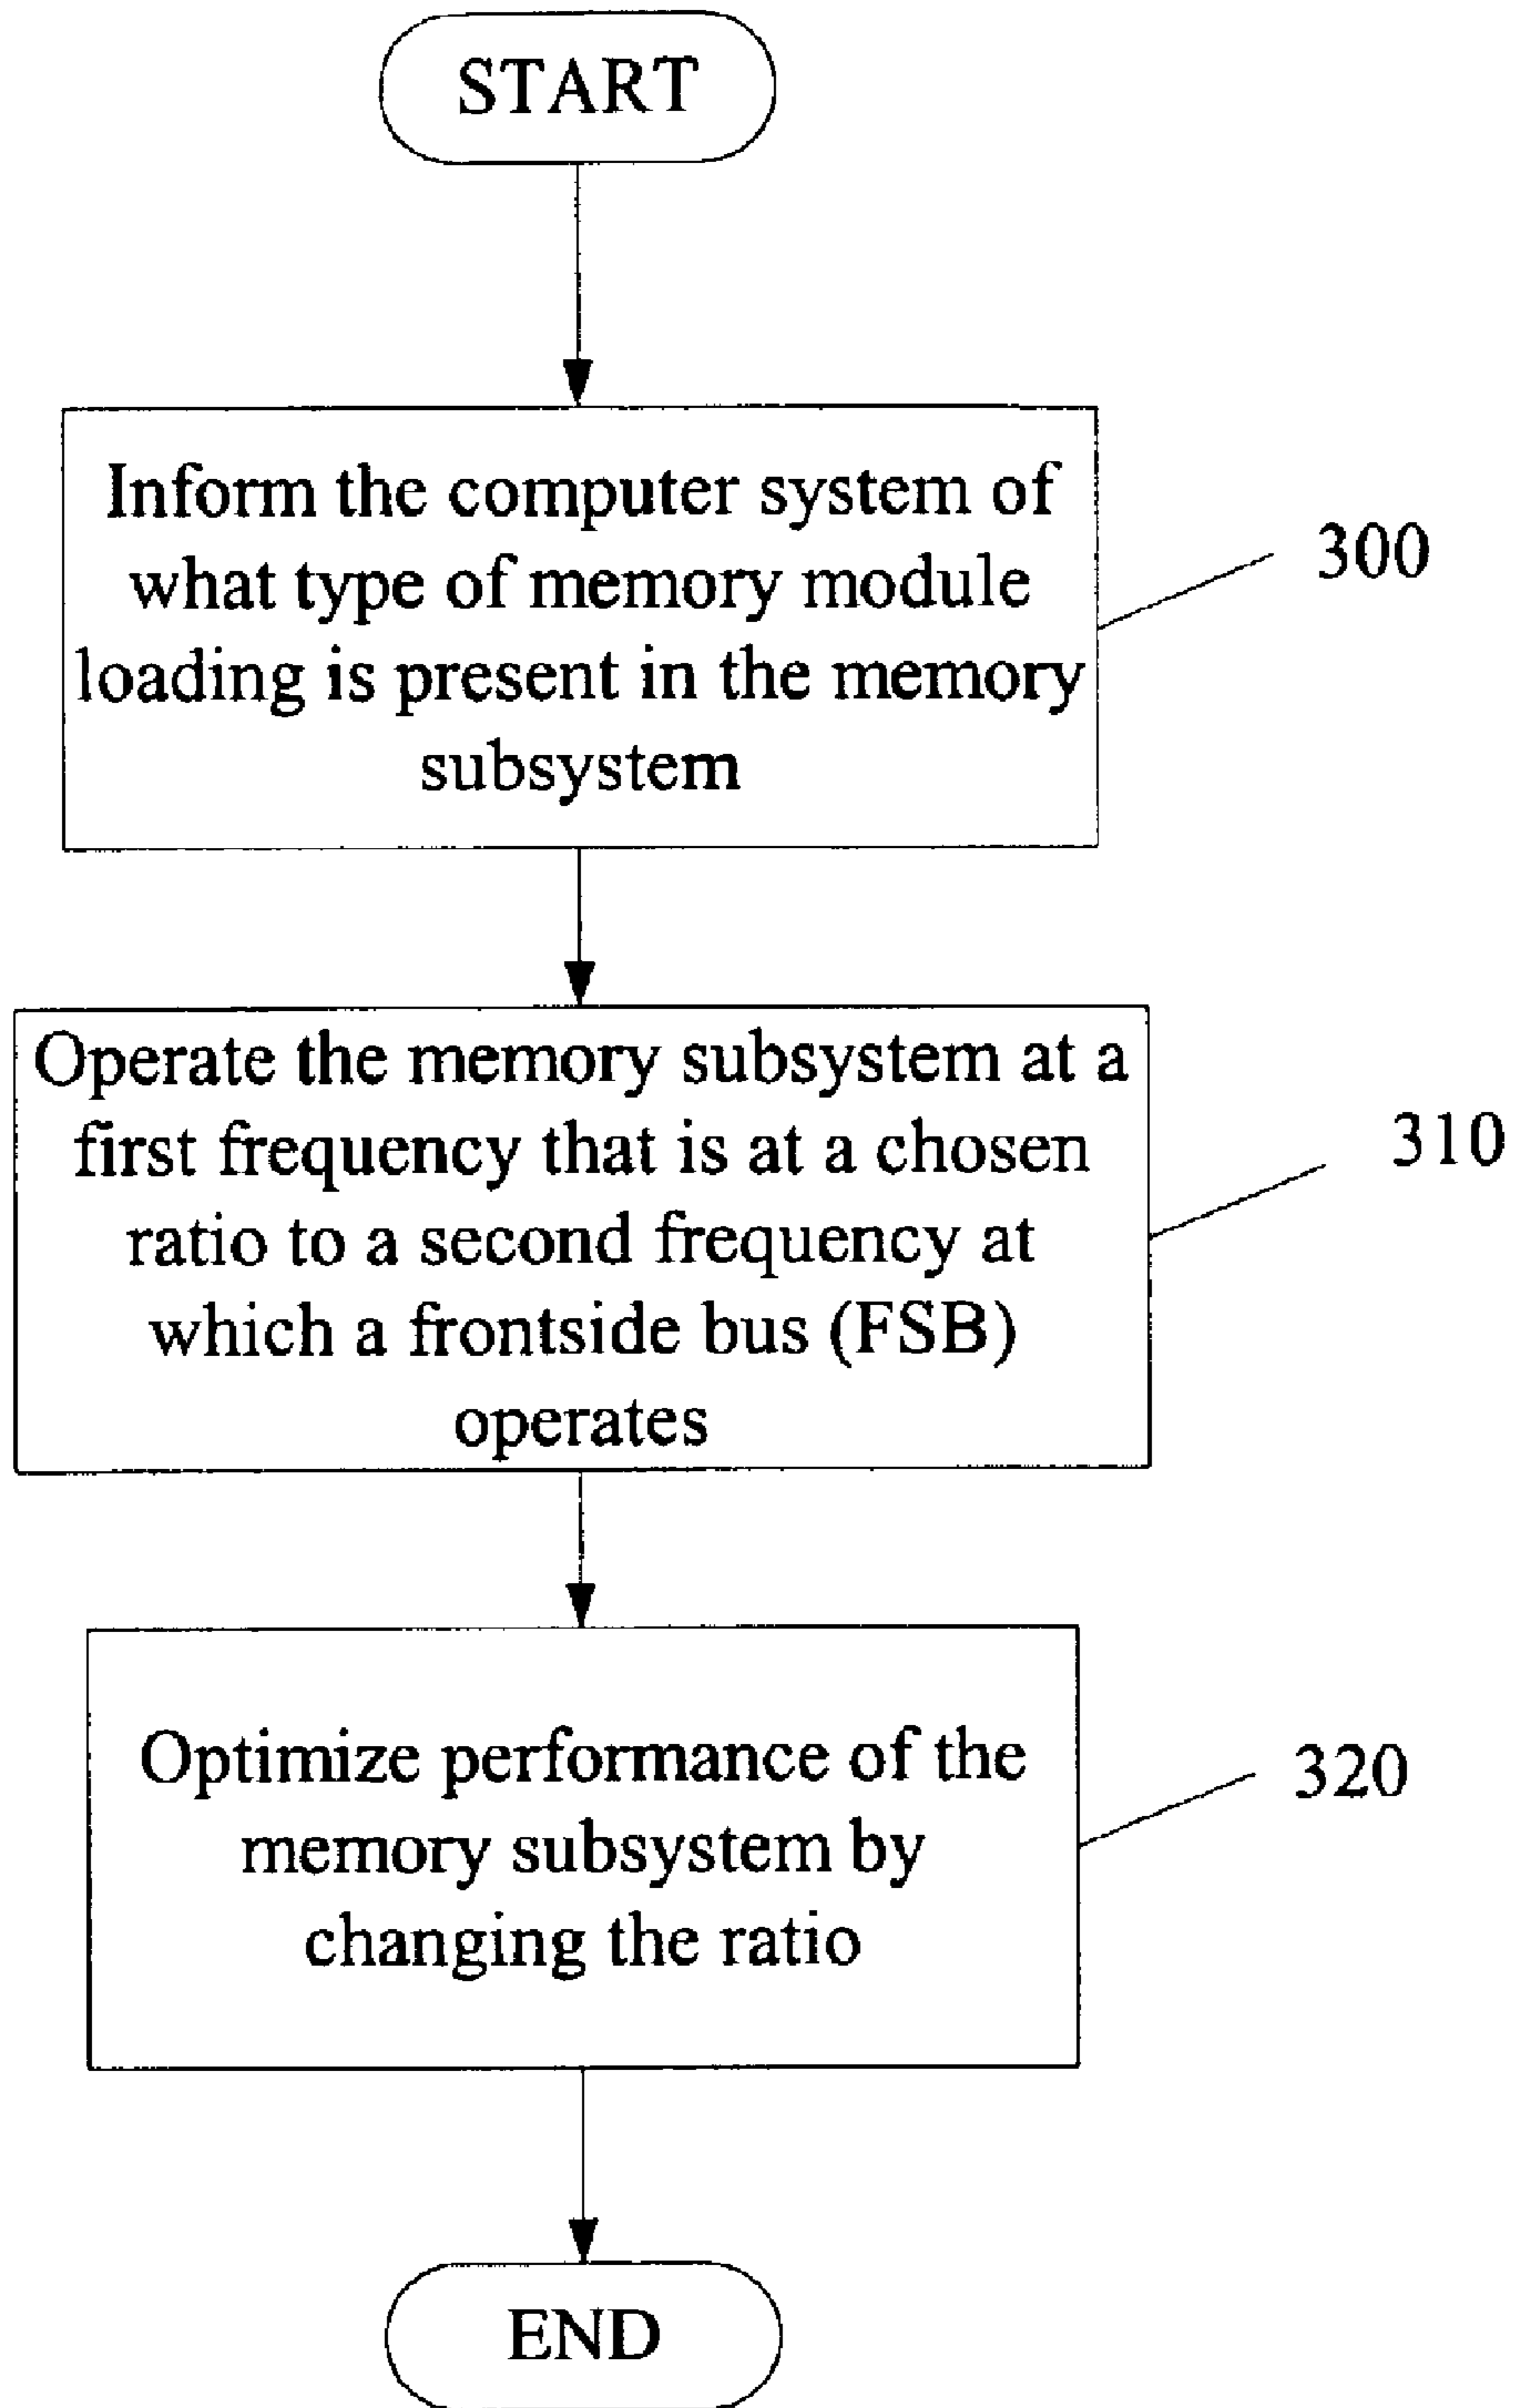 START
Inform the computer system of
what type of memory module
loading is present in the memory
subsystem
300
Operate the memory subsystem at a
first frequency that is at a chosen
ratio to a second frequency at
which a frontside bus (FSB)
operates
310
Optimize performance of the
memory subsystem by
changing the ratio
320
END